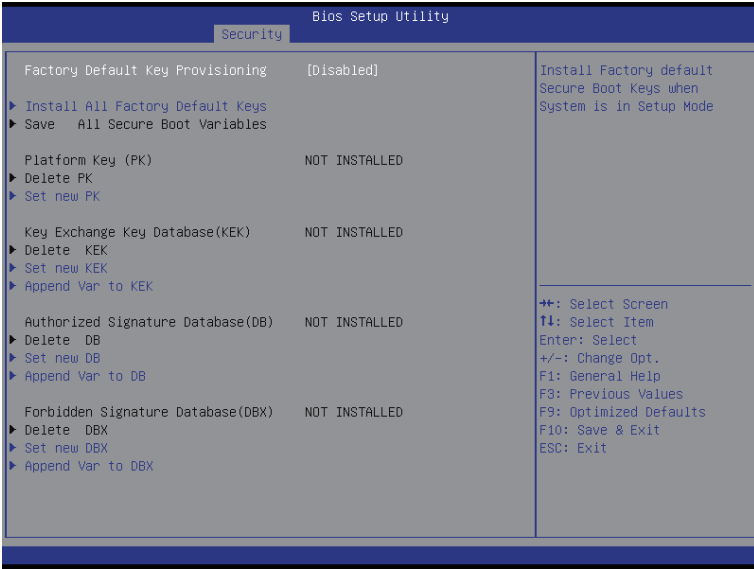 Bios Setup Utility
Security
Factory Default Key Provisioning [Disabled]
Install All Factory Default Keys
Save All Secure Boot Variables
Platform Key (PK) NOT INSTALLED
Delete PK
Set new PK
Key Exchange Key Database(KEK) NOT INSTALLED
Delete KEK
Set new KEK
Append Var to KEK
Authorized Signature Database(DB) NOT INSTALLED
Delete DB
Set new DB
Append Var to DB
Forbidden Signature Database(DBX) NOT INSTALLED
Delete DBX
Set new DBX
Append Var to DBX
Install Factory default
Secure Boot Keys when
System is in Setup Mode
→←: Select Screen
↑↓: Select Item
Enter: Select
+/-: Change Opt.
F1: General Help
F3: Previous Values
F9: Optimized Defaults
F10: Save & Exit
ESC: Exit